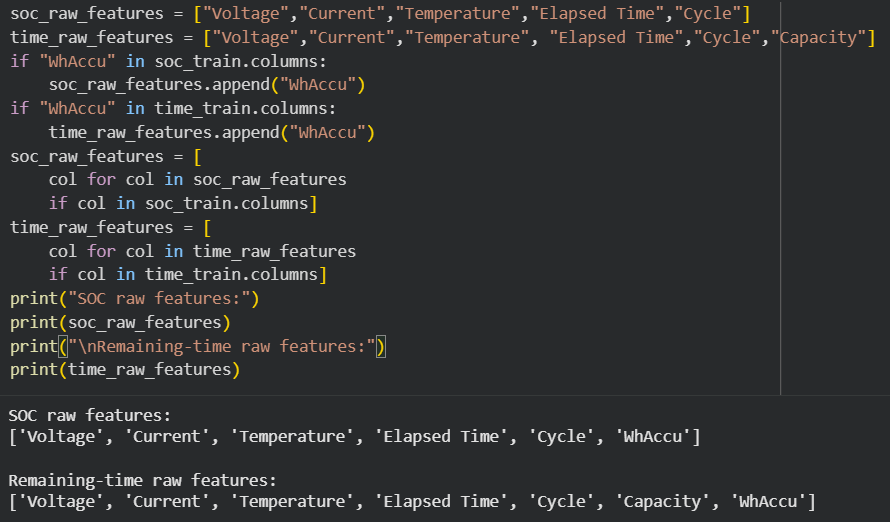 soc_raw_features = ["Voltage","Current","Temperature","Elapsed Time","Cycle"]
time_raw_features = ["Voltage","Current","Temperature", "Elapsed Time","Cycle","Capacity"]
if "WhAccu" in soc_train.columns:
    soc_raw_features.append("WhAccu")
if "WhAccu" in time_train.columns:
    time_raw_features.append("WhAccu")
soc_raw_features = [
    col for col in soc_raw_features
    if col in soc_train.columns]
time_raw_features = [
    col for col in time_raw_features
    if col in time_train.columns]
print("SOC raw features:")
print(soc_raw_features)
print("\nRemaining-time raw features:")
print(time_raw_features)
SOC raw features:
['Voltage', 'Current', 'Temperature', 'Elapsed Time', 'Cycle', 'WhAccu']
Remaining-time raw features:
['Voltage', 'Current', 'Temperature', 'Elapsed Time', 'Cycle', 'Capacity', 'WhAccu']